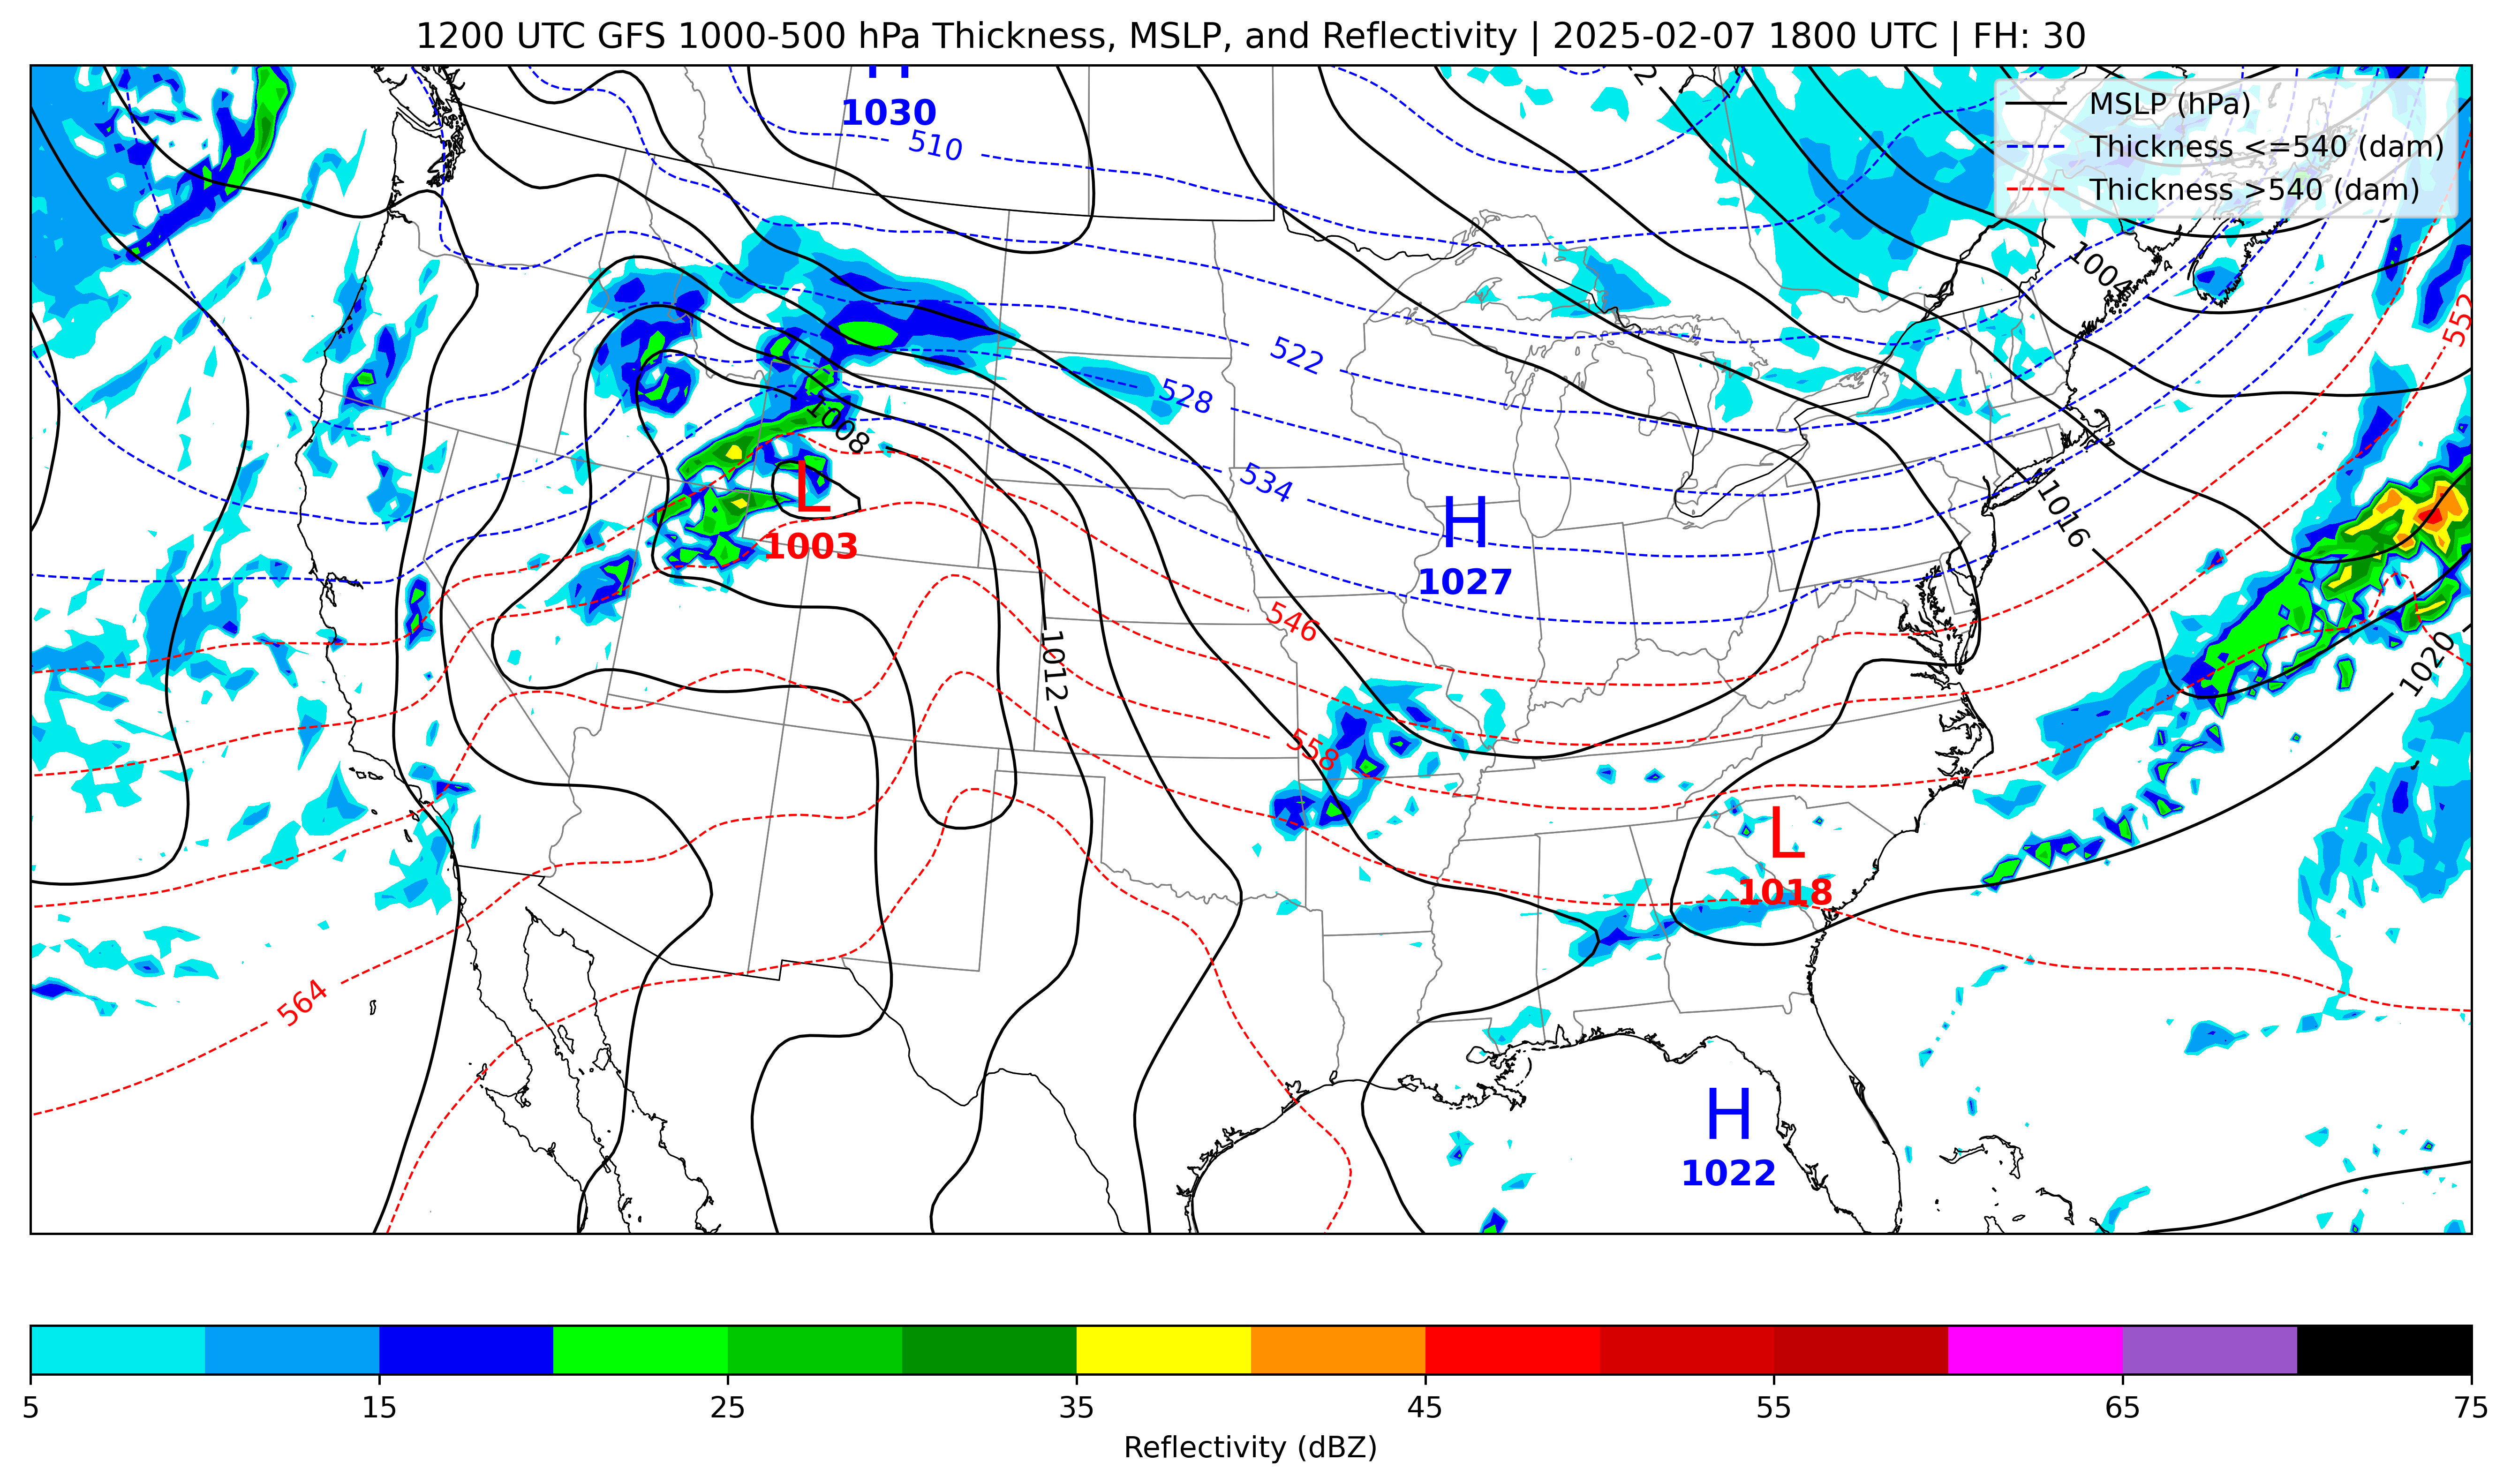 1200 UTC GFS 1000-500 hPa Thickness, MSLP, and Reflectivity | 2025-02-07 1800 UTC | FH: 30
MSLP (hPa)
Thickness <=540 (dam)
Thickness >540 (dam)
H
1030
510
1004
552
522
528
1008
534
L
1003
H
1027
1016
546
1012
1020
558
L
1018
564
H
1022
5 15 25 35 45 55 65 75
Reflectivity (dBZ)